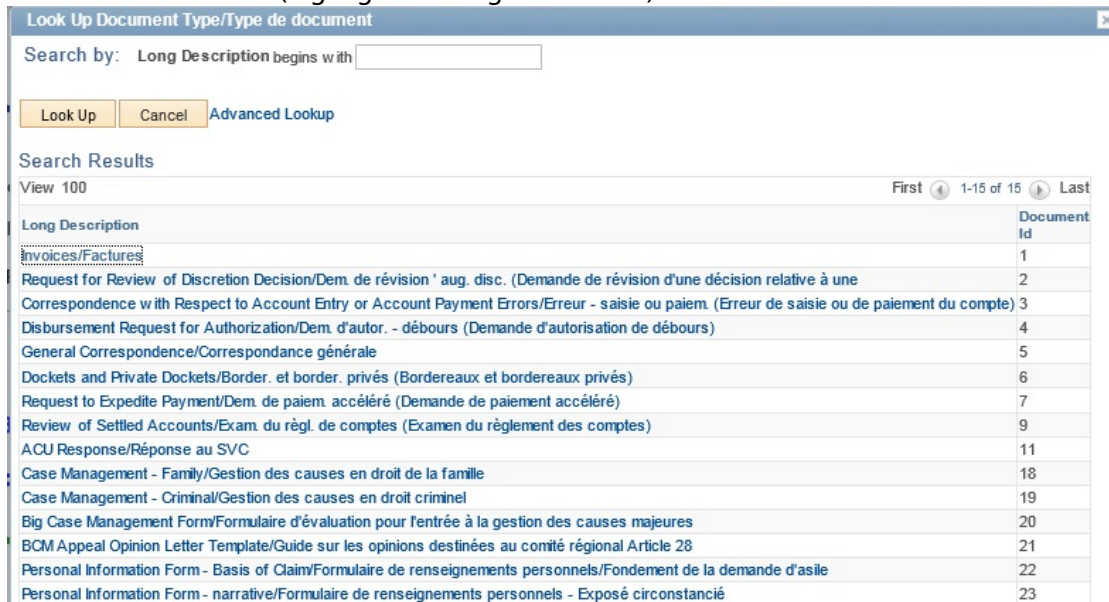 Look Up Document Type/Type de document
Search by: Long Description begins with
Look Up Cancel Advanced Lookup
Search Results
View 100 First 1-15 of 15 Last
Long Description Document Id
Invoices/Factures 1
Request for Review of Discretion Decision/Dem. de révision ' aug. disc. (Demande de révision d'une décision relative à une 2
Correspondence with Respect to Account Entry or Account Payment Errors/Erreur - saisie ou paiem. (Erreur de saisie ou de paiement du compte) 3
Disbursement Request for Authorization/Dem. d'autor. - débours (Demande d'autorisation de débours) 4
General Correspondence/Correspondance générale 5
Dockets and Private Dockets/Border. et border. privés (Bordereaux et bordereaux privés) 6
Request to Expedite Payment/Dem. de paiem. accéléré (Demande de paiement accéléré) 7
Review of Settled Accounts/Exam. du règl. de comptes (Examen du règlement des comptes) 9
ACU Response/Réponse au SVC 11
Case Management - Family/Gestion des causes en droit de la famille 18
Case Management - Criminal/Gestion des causes en droit criminel 19
Big Case Management Form/Formulaire d'évaluation pour l'entrée à la gestion des causes majeures 20
BCM Appeal Opinion Letter Template/Guide sur les opinions destinées au comité régional Article 28 21
Personal Information Form - Basis of Claim/Formulaire de renseignements personnels/Fondement de la demande d'asile 22
Personal Information Form - narrative/Formulaire de renseignements personnels - Exposé circonstancié 23